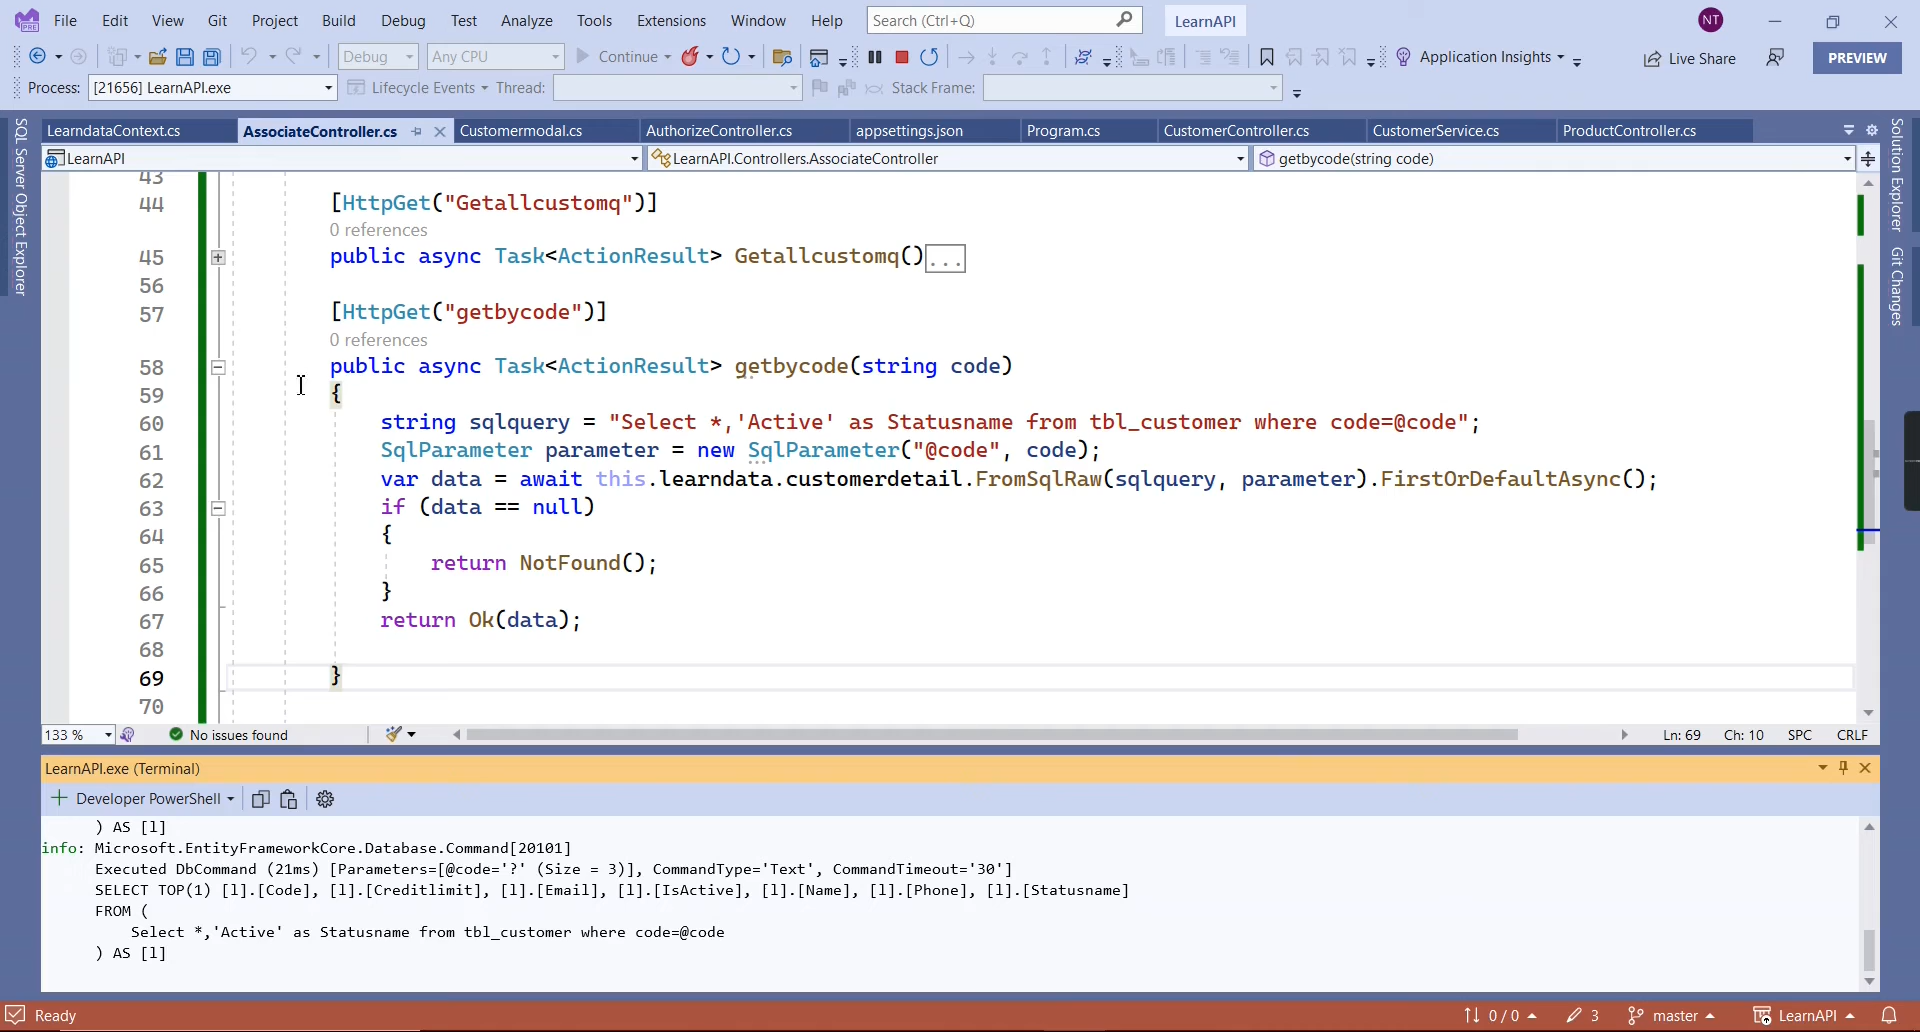 File Edit View Git Project Build Debug Test Analyze Tools Extensions Window Help Search (Ctrl+Q) LearnAPI NT
Debug Any CPU Continue Application Insights Live Share PREVIEW
Process: [21656] LearnAPI.exe Lifecycle Events Thread: Stack Frame:
LearndataContext.cs AssociateController.cs Customermodal.cs AuthorizeController.cs appsettings.json Program.cs CustomerController.cs CustomerService.cs ProductController.cs
LearnAPI LearnAPI.Controllers.AssociateController getbycode(string code)
SQL Server Object Explorer
Solution Explorer
Git Changes
43
44 [HttpGet("Getallcustomq")]
0 references
45 public async Task<ActionResult> Getallcustomq()...
56
57 [HttpGet("getbycode")]
0 references
58 public async Task<ActionResult> getbycode(string code)
59 {
60 string sqlquery = "Select *,'Active' as Statusname from tbl_customer where code=@code";
61 SqlParameter parameter = new SqlParameter("@code", code);
62 var data = await this.learndata.customerdetail.FromSqlRaw(sqlquery, parameter).FirstOrDefaultAsync();
63 if (data == null)
64 {
65 return NotFound();
66 }
67 return Ok(data);
68
69 }
70
133 % No issues found Ln: 69 Ch: 10 SPC CRLF
LearnAPI.exe (Terminal)
Developer PowerShell
) AS [l]
info: Microsoft.EntityFrameworkCore.Database.Command[20101]
Executed DbCommand (21ms) [Parameters=[@code='?' (Size = 3)], CommandType='Text', CommandTimeout='30']
SELECT TOP(1) [l].[Code], [l].[Creditlimit], [l].[Email], [l].[IsActive], [l].[Name], [l].[Phone], [l].[Statusname]
FROM (
Select *,'Active' as Statusname from tbl_customer where code=@code
) AS [l]
Ready 0 / 0 3 master LearnAPI